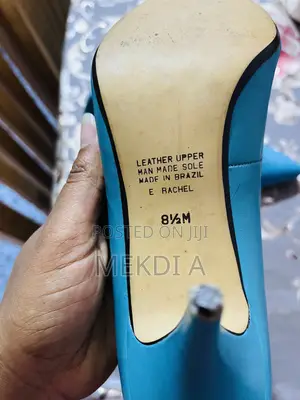 LEATHER UPPER
MAN MADE SOLE
MADE IN BRAZIL
E. RACHEL
8½M
POSTED ON JIJI
MEKDI A